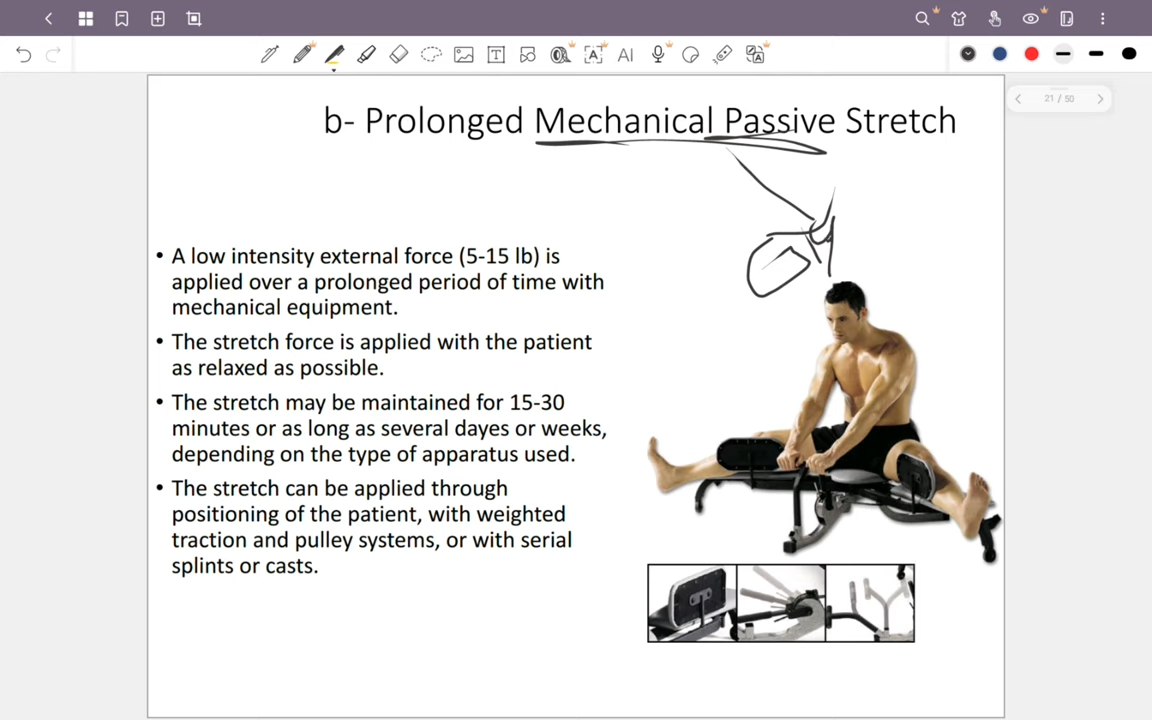 21 / 50
b- Prolonged Mechanical Passive Stretch
• A low intensity external force (5-15 lb) is
applied over a prolonged period of time with
mechanical equipment.
• The stretch force is applied with the patient
as relaxed as possible.
• The stretch may be maintained for 15-30
minutes or as long as several dayes or weeks,
depending on the type of apparatus used.
• The stretch can be applied through
positioning of the patient, with weighted
traction and pulley systems, or with serial
splints or casts.